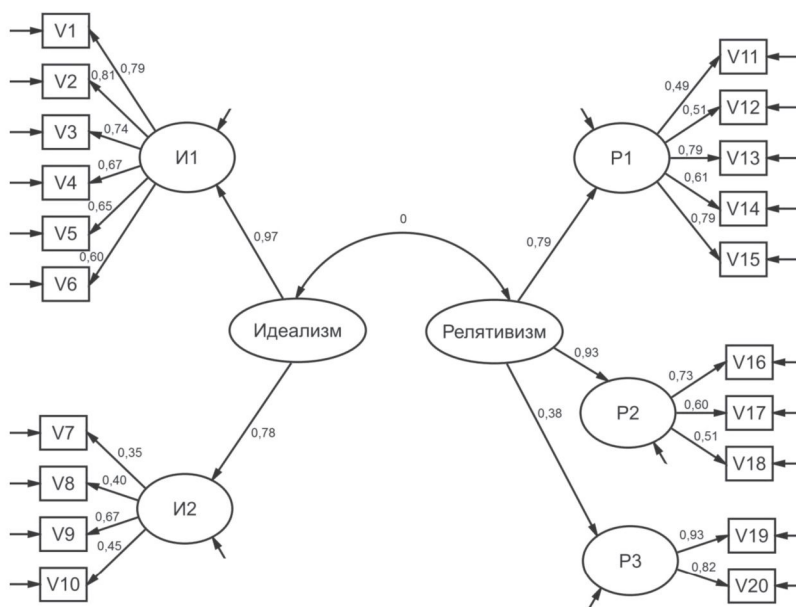 V1
0,79
V2
0,81
V3
0,74
V4
0,67
V5
0,65
V6
0,60
И1
0,97
Идеализм
0
0,78
V7
0,35
V8
0,40
V9
0,67
V10
0,45
И2
Релятивизм
0,79
P1
0,49
V11
0,51
V12
0,79
V13
0,61
V14
0,79
V15
0,93
P2
0,73
V16
0,60
V17
0,51
V18
0,38
P3
0,93
V19
0,82
V20